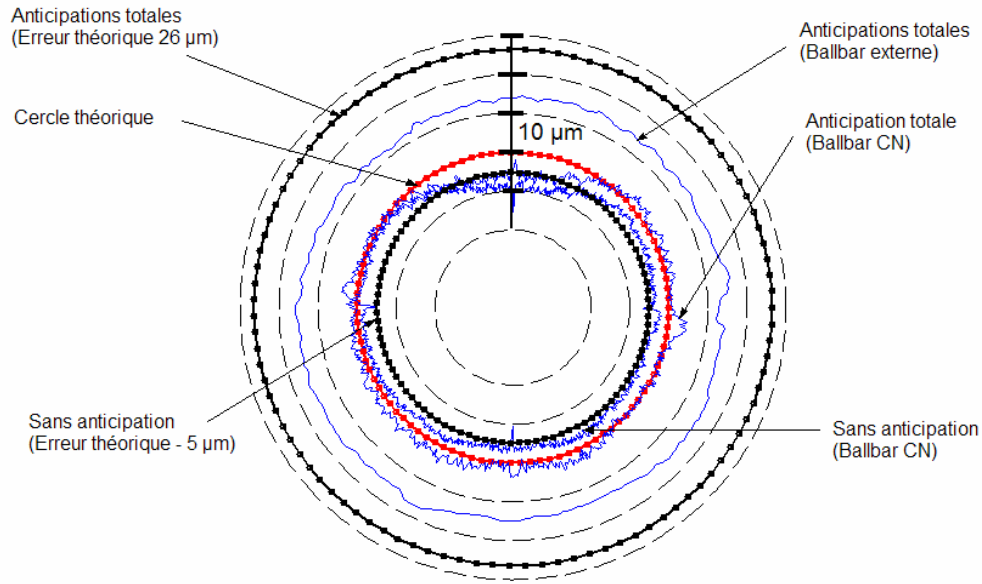 Anticipations totales
(Erreur théorique 26 µm)
Anticipations totales
(Ballbar externe)
Cercle théorique
10 µm
Anticipation totale
(Ballbar CN)
Sans anticipation
(Erreur théorique - 5 µm)
Sans anticipation
(Ballbar CN)